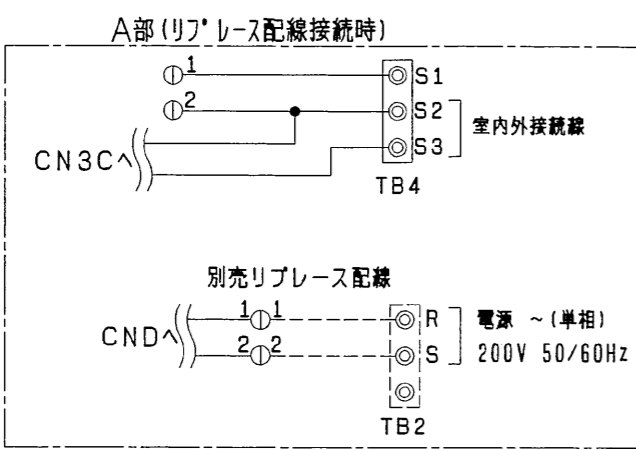 A部(リプレース配線接続時)
1
S1
2
S2
S3
室内外接続線
CN3Cへ
TB4
別売リプレース配線
1 1
R
電源 ~(単相)
CNDへ
2 2
S
200V 50/60Hz
TB2